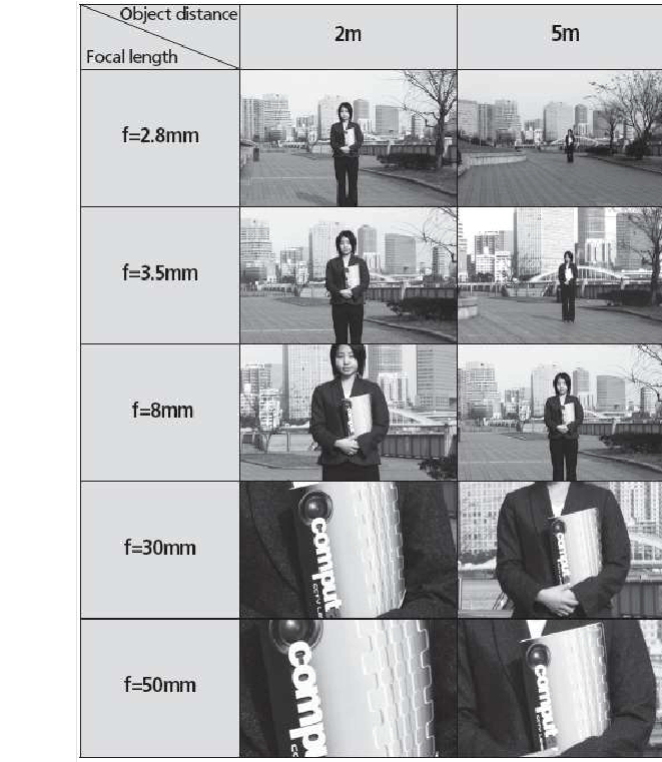 Object distance
Focal length
2m
5m
f=2.8mm
f=3.5mm
f=8mm
f=30mm
comput
comput
f=50mm
comput
comput